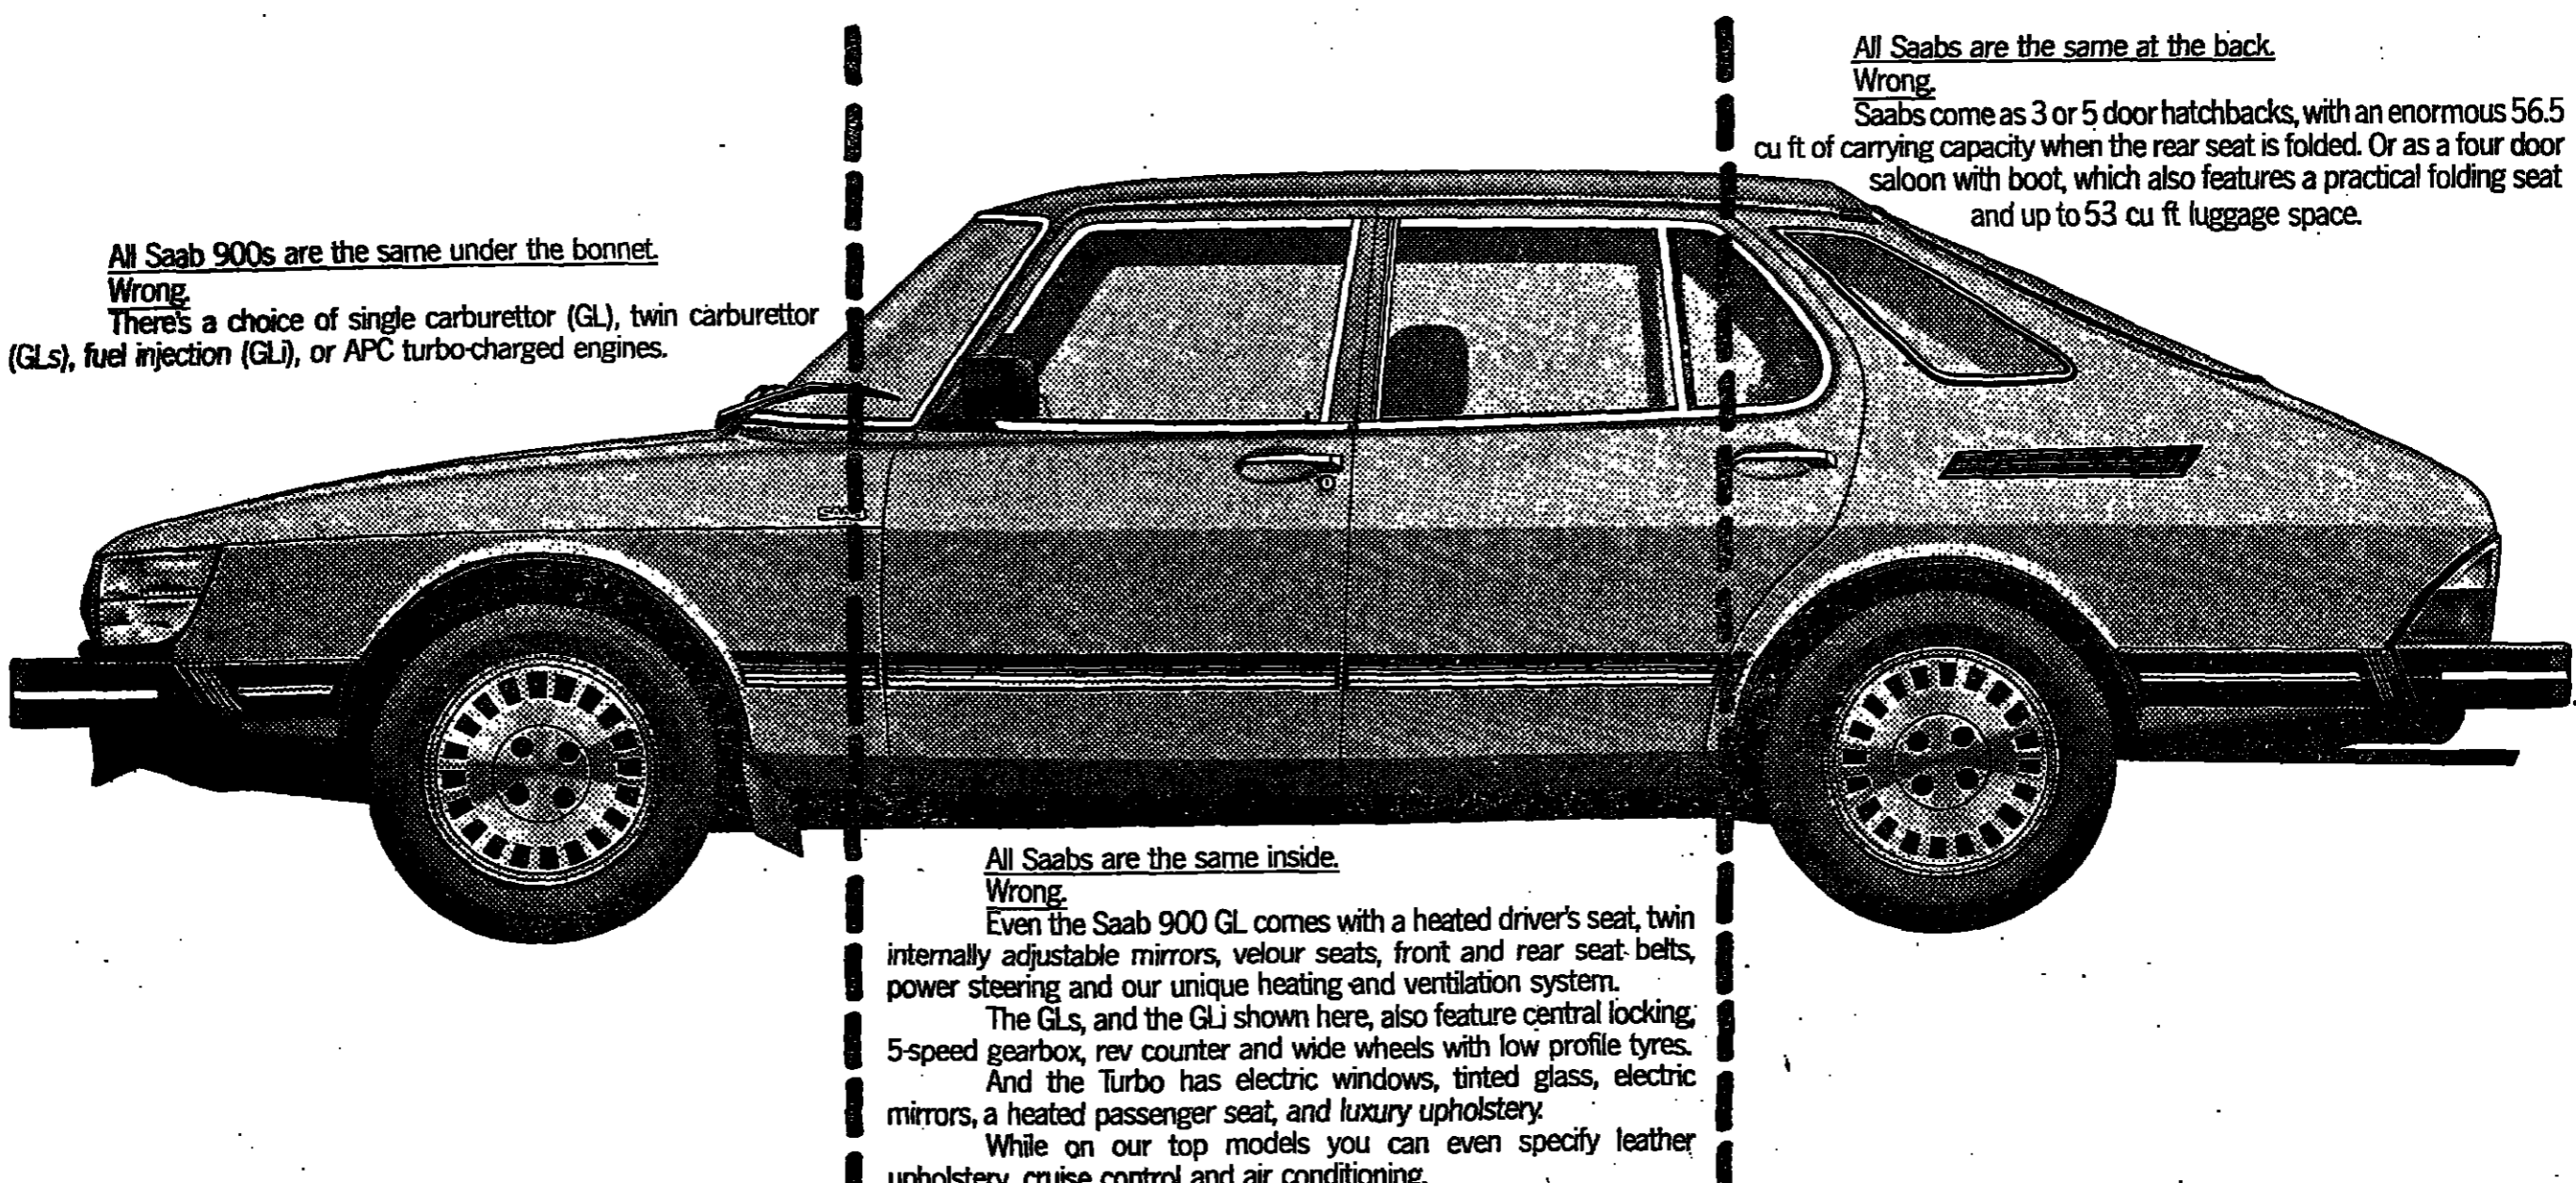 All Saab 900s are the same under the bonnet.
Wrong.
There's a choice of single carburettor (GL), twin carburettor
(GLs), fuel injection (GLi), or APC turbo-charged engines.
SAAB
All Saabs are the same inside.
Wrong.
Even the Saab 900 GL comes with a heated driver's seat, twin
internally adjustable mirrors, velour seats, front and rear seat belts,
power steering and our unique heating and ventilation system.
The GLs, and the GLi shown here, also feature central locking,
5-speed gearbox, rev counter and wide wheels with low profile tyres.
And the Turbo has electric windows, tinted glass, electric
mirrors, a heated passenger seat, and luxury upholstery.
While on our top models you can even specify leather
upholstery, cruise control and air conditioning.
All Saabs are the same at the back.
Wrong.
Saabs come as 3 or 5 door hatchbacks, with an enormous 56.5
cu ft of carrying capacity when the rear seat is folded. Or as a four door
saloon with boot, which also features a practical folding seat
and up to 53 cu ft luggage space.